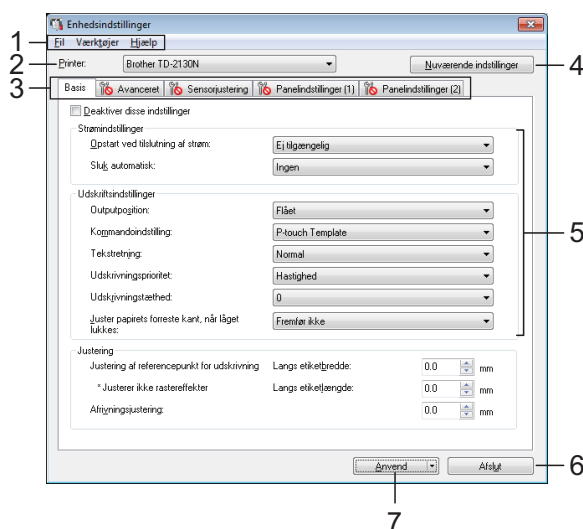 Enhedsindstillinger
1 Fil Værktøjer Hjælp
2 Printer: Brother TD-2130N Nuværende indstillinger 4
3 Basis Avanceret Sensorjustering Panelindstillinger (1) Panelindstillinger (2)
Deaktiver disse indstillinger
Strømindstillinger
Opstart ved tilslutning af strøm: Ej tilgængelig
Sluk automatisk: Ingen
Udskriftsindstillinger
Outputposition: Flået
5
Kommandoindstilling: P-touch Template
Tekstretning: Normal
Udskrivningsprioritet: Hastighed
Udskrivningstæthed: 0
Juster papirets forreste kant, når låget
lukkes: Fremfør ikke
Justering
Justering af referencepunkt for udskrivning Langs etiketbredde: 0.0 mm
* Justerer ikke rastereffekter Langs etiketlængde: 0.0 mm
Afrivningsjustering: 0.0 mm
Anvend Afslut 6
7